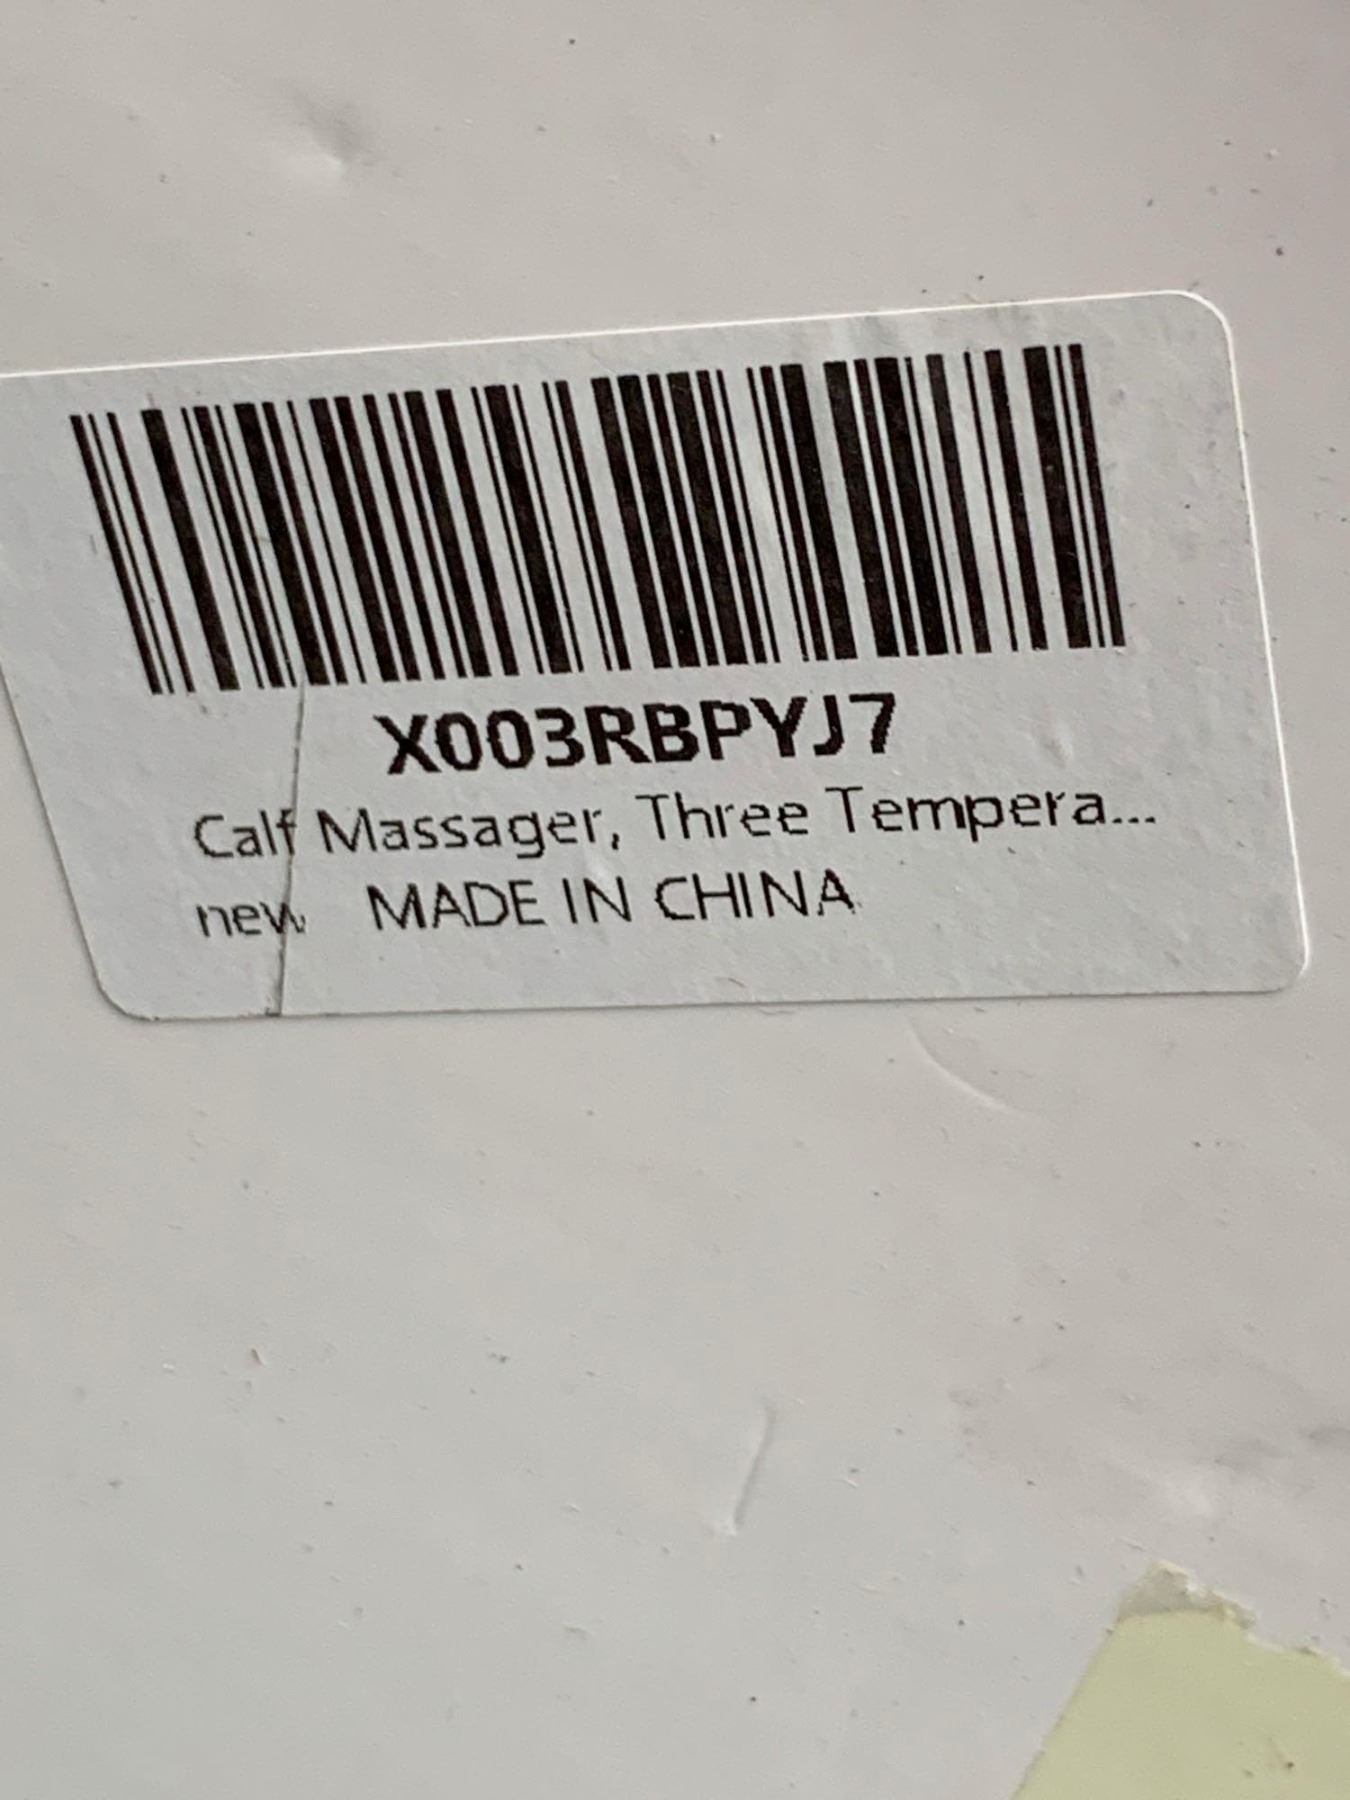 X003RBPYJ7
Calf Massager, Three Tempera...
new MADE IN CHINA